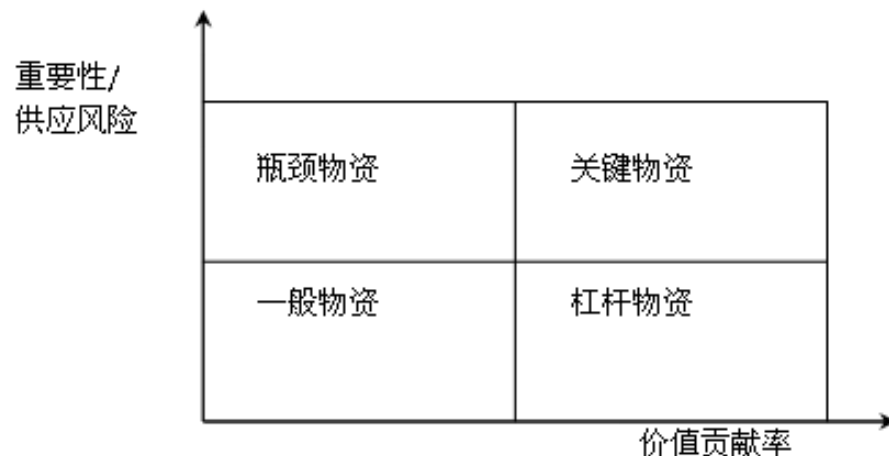 重要性/
供应风险
瓶颈物资
关键物资
一般物资
杠杆物资
价值贡献率